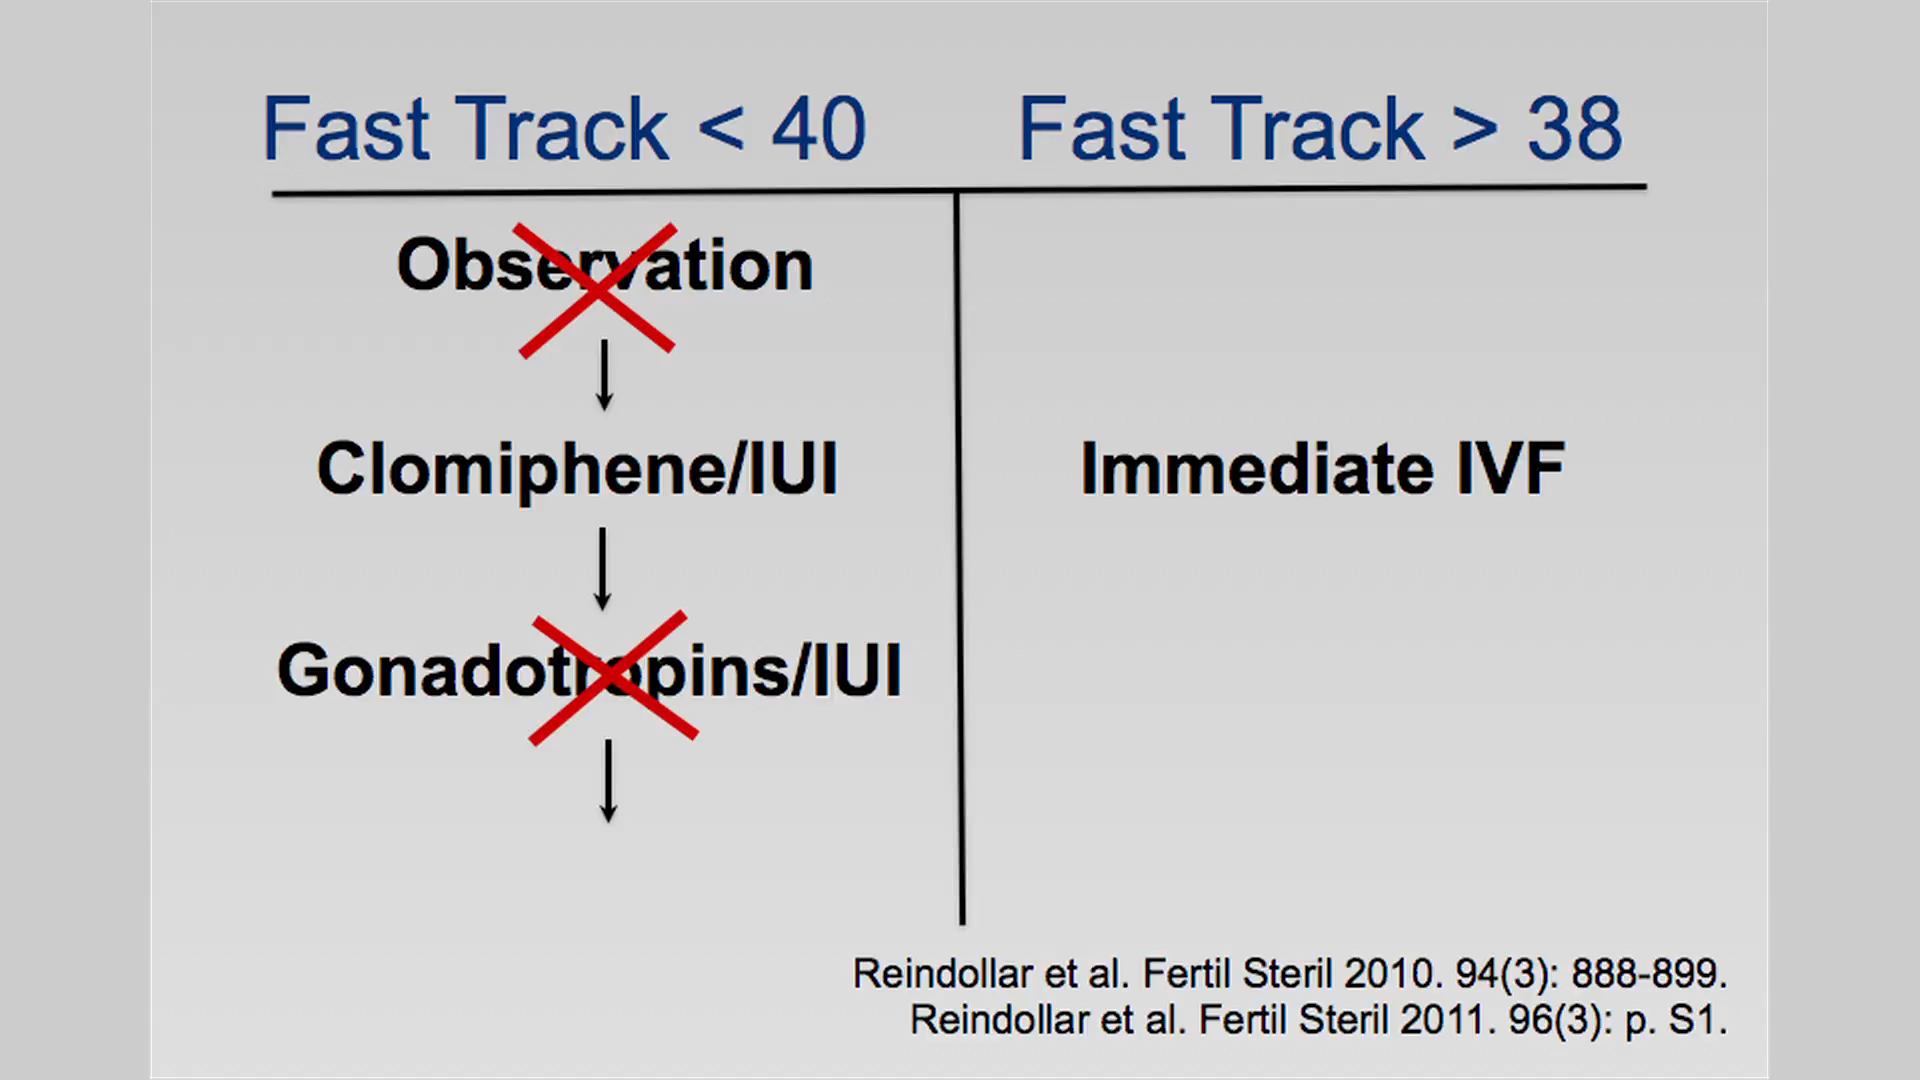 Fast Track < 40
Fast Track > 38
Observation
Clomiphene/IUI
Gonadotropins/IUI
Immediate IVF
Reindollar et al. Fertil Steril 2010. 94(3): 888-899.
Reindollar et al. Fertil Steril 2011. 96(3): p. S1.